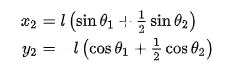 x₂ = l (sin θ₁ + ½ sin θ₂)
y₂ = -l (cos θ₁ + ½ cos θ₂)